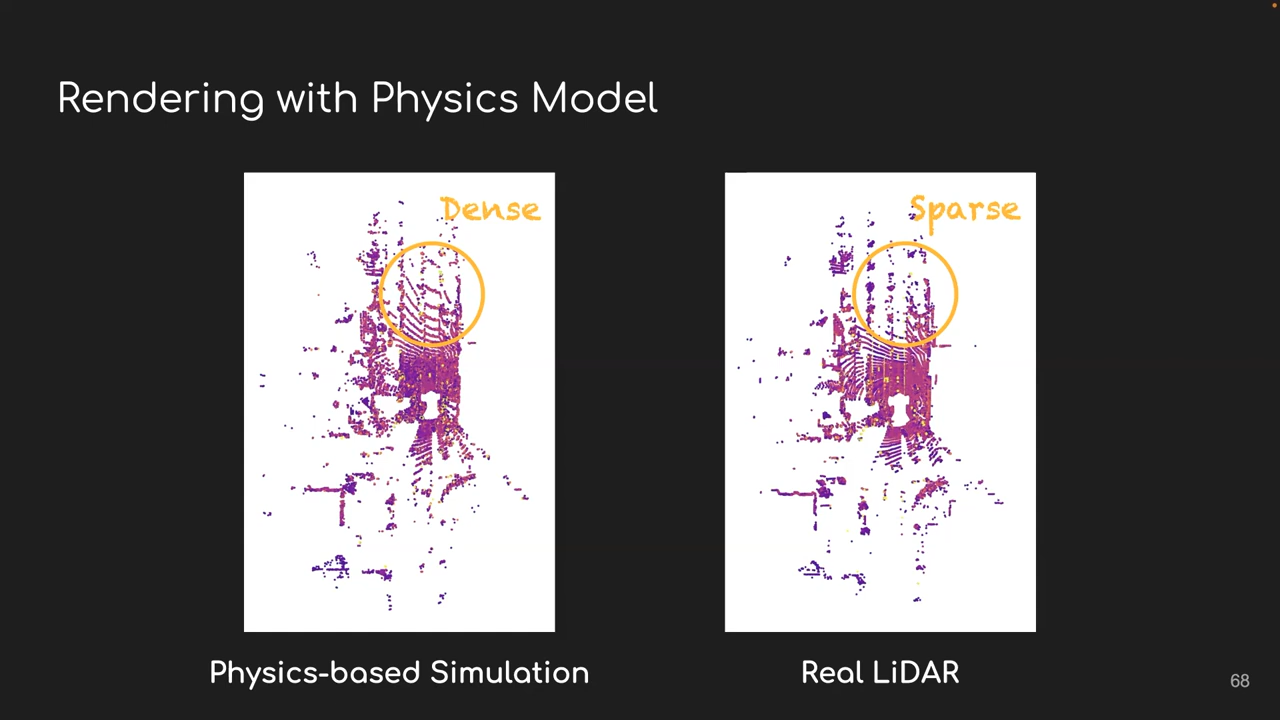 Rendering with Physics Model
Dense
Sparse
Physics-based Simulation
Real LiDAR
68